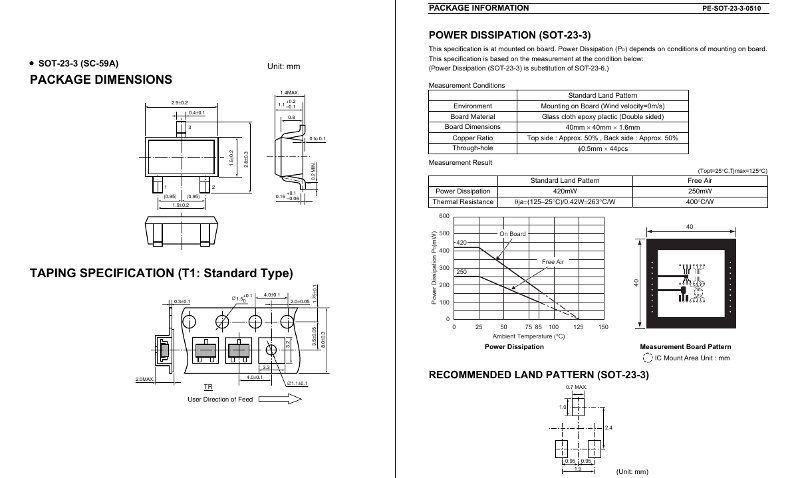 ● SOT-23-3 (SC-59A)
Unit: mm
PACKAGE DIMENSIONS
2.9±0.2
0.4±0.1
3
1
2
(0.95)
(0.95)
1.9±0.2
1.6±0.2
2.8±0.3
1.4MAX.
1.1 +0.2 −0.1
0.8
0 to 0.1
0.2 MIN.
+0.1 −0.05
TAPING SPECIFICATION (T1: Standard Type)
0.3±0.1
4.0±0.1
2.0±0.05
3.5±0.05
8.0±0.3
3.2
3.3
2.0MAX.
4.0±0.1
∅1.1±0.1
TR
User Direction of Feed
PACKAGE INFORMATION
PE-SOT-23-3-0510
POWER DISSIPATION (SOT-23-3)
This specification is at mounted on board. Power Dissipation (PD) depends on conditions of mounting on board.
This specification is based on the measurement at the condition below:
(Power Dissipation (SOT-23-3) is substitution of SOT-23-6.)
Measurement Conditions
Standard Land Pattern
Environment Mounting on Board (Wind velocity=0m/s)
Board Material Glass cloth epoxy plactic (Double sided)
Board Dimensions 40mm × 40mm × 1.6mm
Copper Ratio Top side : Approx. 50% , Back side : Approx. 50%
Through-hole ϕ0.5mm × 44pcs
Measurement Result
(Topt=25°C,Tjmax=125°C)
Standard Land Pattern Free Air
Power Dissipation 420mW 250mW
Thermal Resistance θja=(125−25°C)/0.42W=263°C/W 400°C/W
Power Dissipation PD(mW)
600
500
400
300
200
100
0
420
250
On Board
Free Air
0 25 50 75 85 100 125 150
Ambient Temperature (°C)
Power Dissipation
40
40
Measurement Board Pattern
IC Mount Area Unit : mm
RECOMMENDED LAND PATTERN (SOT-23-3)
0.7 MAX.
1.0
2.4
0.95 0.95
1.9
(Unit: mm)